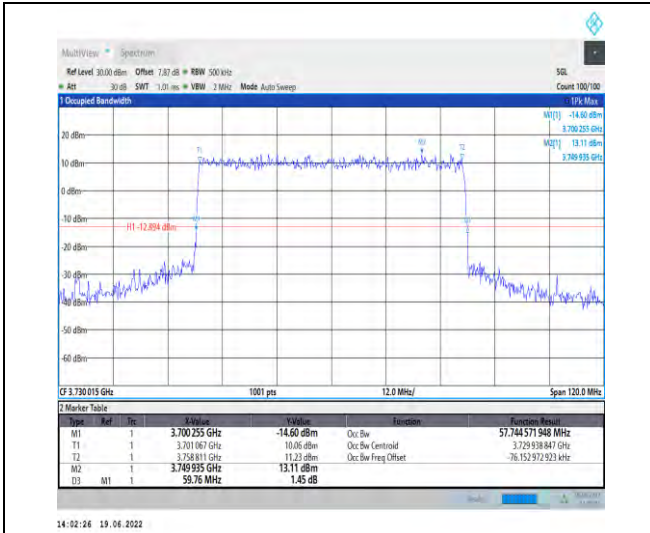 MultiView Spectrum
Ref Level 30.00 dBm Offset 7.87 dB RBW 500 kHz SGL
Att 30 dB SWT 1.01 ms VBW 2 MHz Mode Auto Sweep Count 100/100
1 Occupied Bandwidth 1Pk Max
M1[1] -14.60 dBm
3.700 255 GHz
M2[1] 13.11 dBm
3.749 935 GHz
20 dBm
T1 M2 T2
10 dBm
0 dBm
-10 dBm
H1 -12.894 dBm
-20 dBm
-30 dBm
-40 dBm
-50 dBm
-60 dBm
CF 3.730 015 GHz 1001 pts 12.0 MHz/ Span 120.0 MHz
2 Marker Table
Type Ref Trc X-Value Y-Value Function Function Result
M1 1 3.700 255 GHz -14.60 dBm Occ Bw 57.744 571 948 MHz
T1 1 3.701 067 GHz 10.06 dBm Occ Bw Centroid 3.729 938 847 GHz
T2 1 3.758 811 GHz 11.23 dBm Occ Bw Freq Offset -76.152 972 923 kHz
M2 1 3.749 935 GHz 13.11 dBm
D3 M1 1 59.76 MHz 1.45 dB
14:02:26 19.06.2022